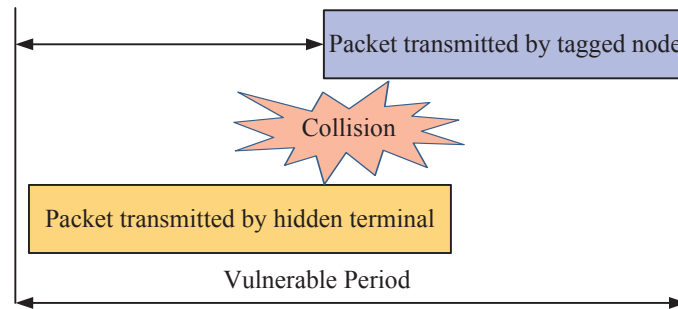 Packet transmitted by tagged node
Collision
Packet transmitted by hidden terminal
Vulnerable Period